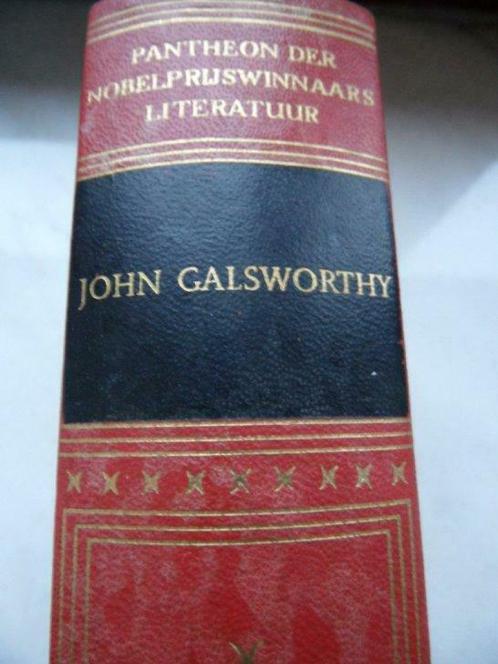 PANTHEON DER
NOBELPRIJSWINNAARS
LITERATUUR
JOHN GALSWORTHY